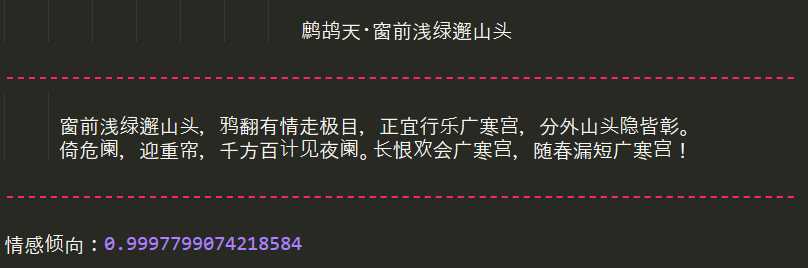 鹧鸪天·窗前浅绿邂山头
--------------------------------------------------------------------------------
窗前浅绿邂山头, 鸦翻有情走极目, 正宜行乐广寒宫, 分外山头隐皆彰。
倚危阑, 迎重帘, 千方百计见夜阑。长恨欢会广寒宫, 随春漏短广寒宫!
--------------------------------------------------------------------------------
情感倾向:0.9997799074218584